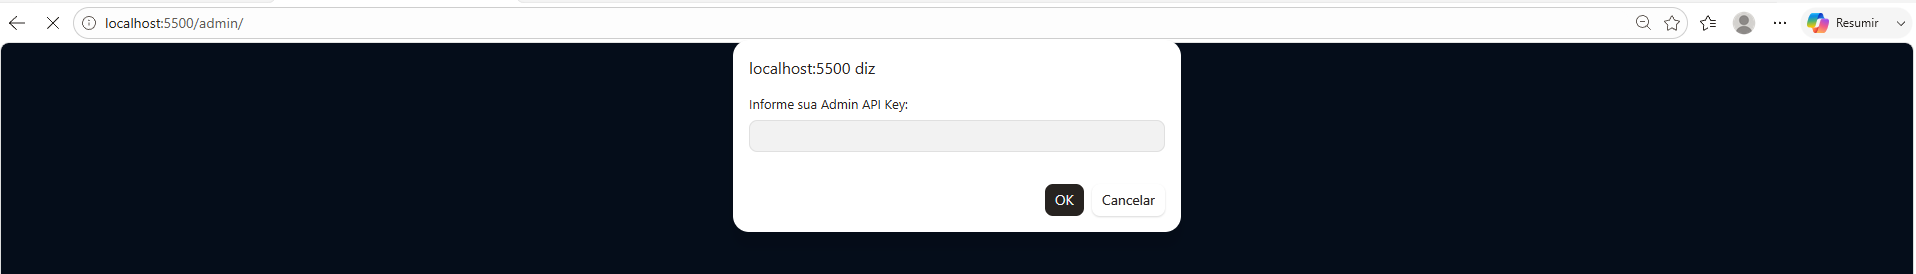 localhost:5500/admin/
Resumir
localhost:5500 diz
Informe sua Admin API Key:
OK
Cancelar